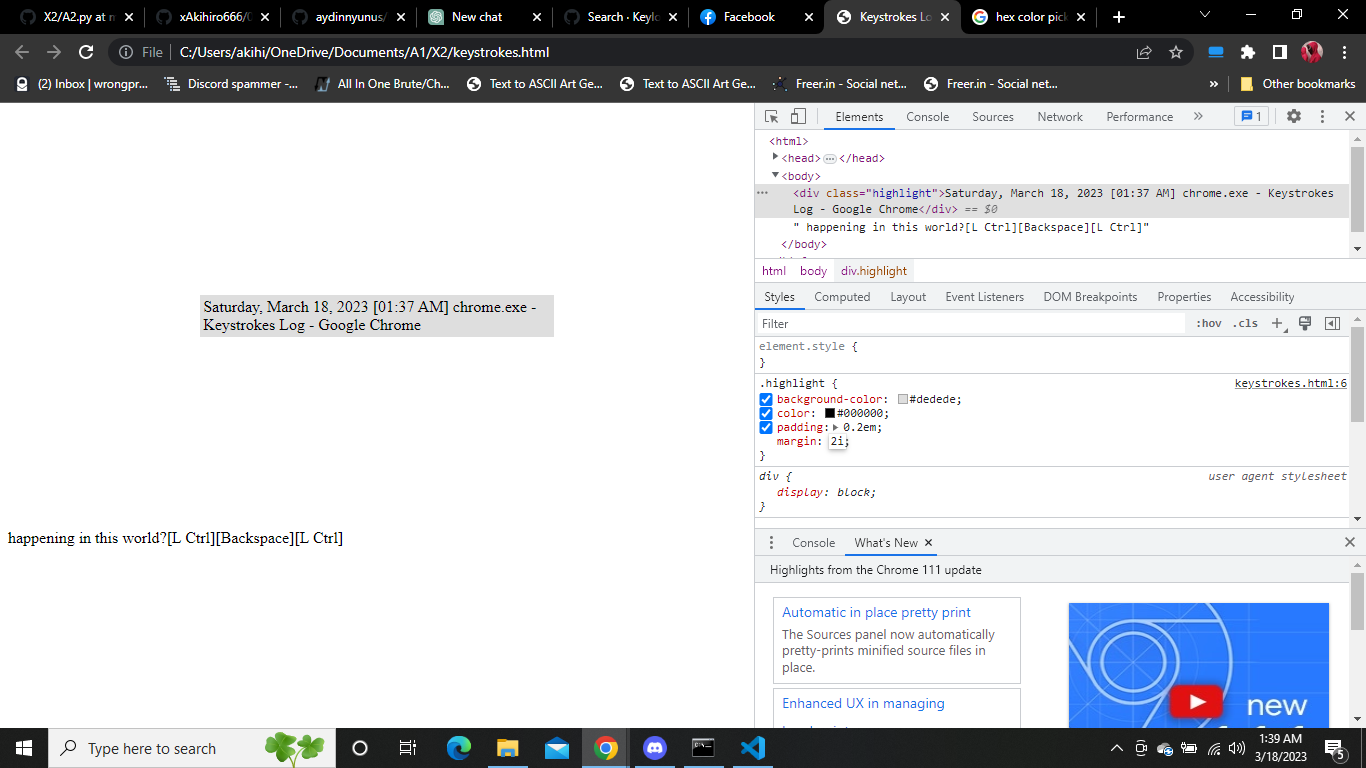 X2/A2.py at n
xAkihiro666/
aydinnyunus/
New chat
Search · Keylo
Facebook
Keystrokes Lo
hex color pick
File C:/Users/akihi/OneDrive/Documents/A1/X2/keystrokes.html
(2) Inbox | wrongpr...
Discord spammer -...
All In One Brute/Ch...
Text to ASCII Art Ge...
Text to ASCII Art Ge...
Freer.in - Social net...
Freer.in - Social net...
»
Other bookmarks
Saturday, March 18, 2023 [01:37 AM] chrome.exe -
Keystrokes Log - Google Chrome
happening in this world?[L Ctrl][Backspace][L Ctrl]
Elements Console Sources Network Performance » 1
<html>
<head> ··· </head>
<body>
<div class="highlight">Saturday, March 18, 2023 [01:37 AM] chrome.exe - Keystrokes
Log - Google Chrome</div> == $0
" happening in this world?[L Ctrl][Backspace][L Ctrl]"
</body>
html body div.highlight
Styles Computed Layout Event Listeners DOM Breakpoints Properties Accessibility
Filter :hov .cls +
element.style {
}
.highlight { keystrokes.html:6
background-color: #dedede;
color: #000000;
padding: 0.2em;
margin: 2i;
}
div { user agent stylesheet
display: block;
}
Console What's New
Highlights from the Chrome 111 update
Automatic in place pretty print
The Sources panel now automatically
pretty-prints minified source files in
place.
Enhanced UX in managing
new
Type here to search
1:39 AM
3/18/2023
5